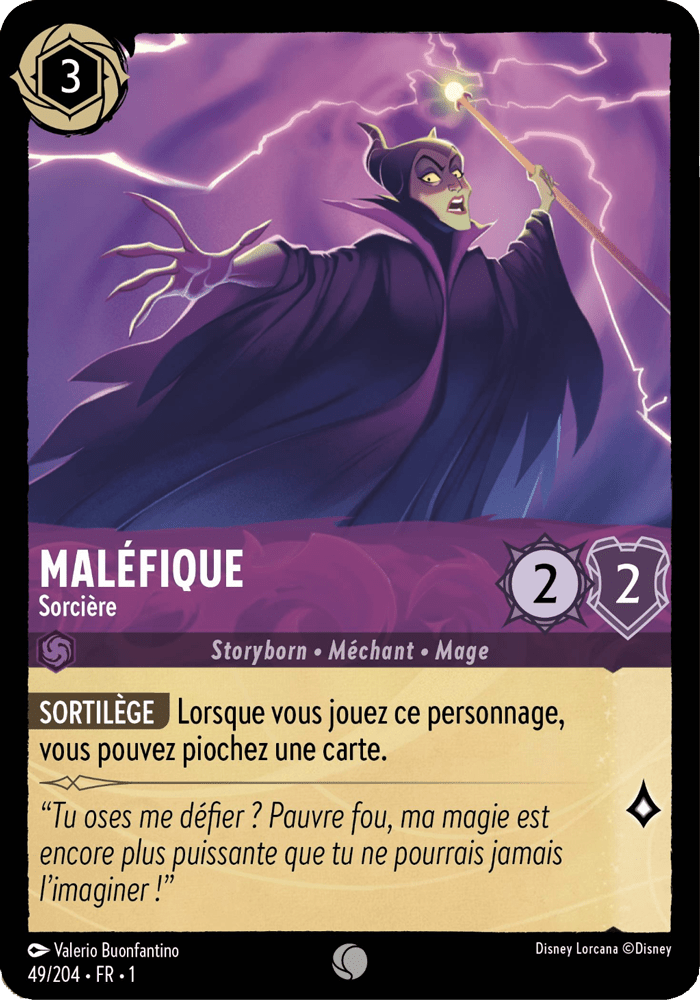 3
MALÉFIQUE
Sorcière
2
2
Storyborn • Méchant • Mage
SORTILÈGE Lorsque vous jouez ce personnage,
vous pouvez piochez une carte.
“Tu oses me défier ? Pauvre fou, ma magie est
encore plus puissante que tu ne pourrais jamais
l’imaginer !”
Valerio Buonfantino
Disney Lorcana ©Disney
49/204 • FR • 1